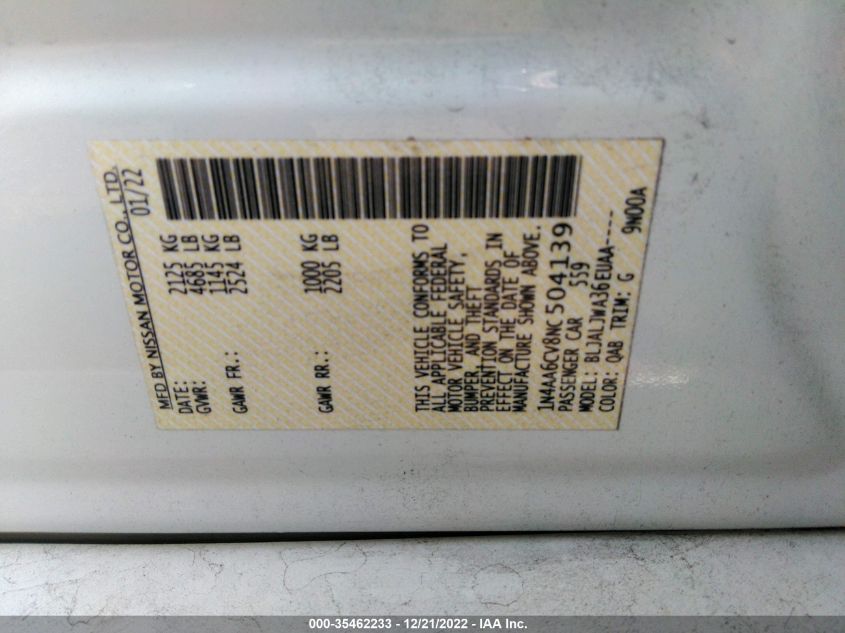 MFD BY NISSAN MOTOR CO., LTD.
DATE: 01/22
GVWR: 2125 KG
4685 LB
GAWR FR.: 1145 KG
2524 LB
GAWR RR.: 1000 KG
2205 LB
THIS VEHICLE CONFORMS TO
ALL APPLICABLE FEDERAL
MOTOR VEHICLE SAFETY,
BUMPER, AND THEFT
PREVENTION STANDARDS IN
EFFECT ON THE DATE OF
MANUFACTURE SHOWN ABOVE.
1N4AA6CV8NC504139
PASSENGER CAR 559
MODEL: BLJALJWA36EUAA----
COLOR: QAB TRIM: G 9N00A
000-35462233 - 12/21/2022 - IAA Inc.